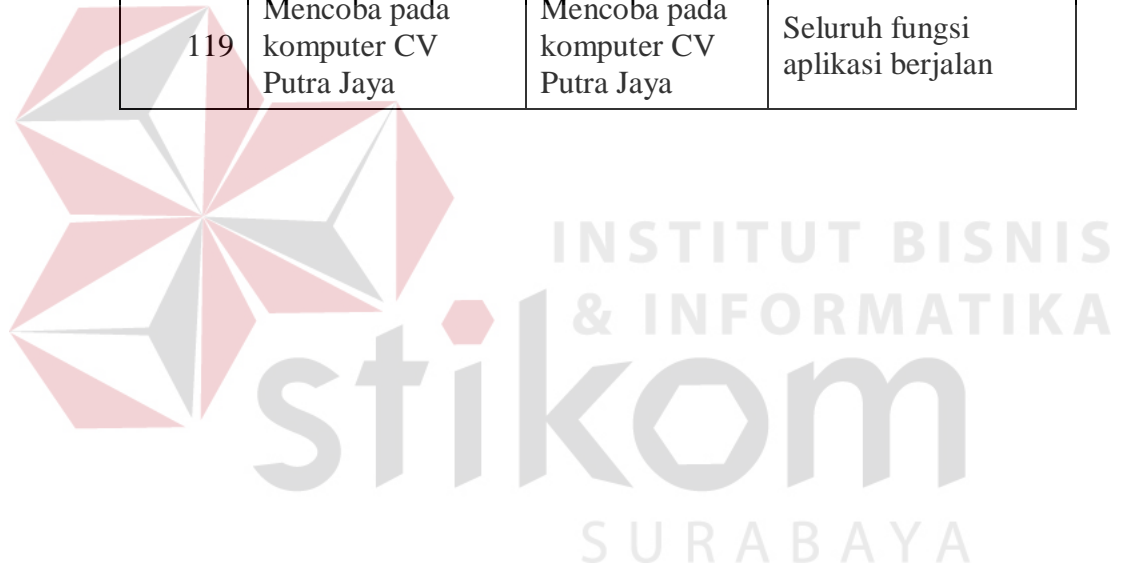 119
Mencoba pada
komputer CV
Putra Jaya
Mencoba pada
komputer CV
Putra Jaya
Seluruh fungsi
aplikasi berjalan
INSTITUT BISNIS
& INFORMATIKA
stikom
SURABAYA